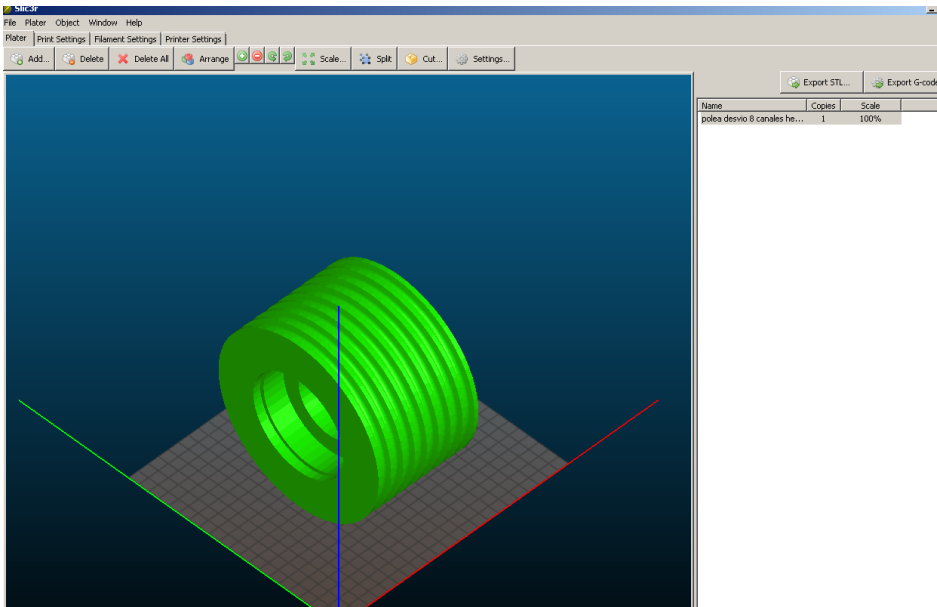 Slic3r
File Plater Object Window Help
Plater Print Settings Filament Settings Printer Settings
Add... Delete Delete All Arrange Scale... Split Cut... Settings...
Export STL... Export G-code
Name Copies Scale
polea desvio 8 canales he... 1 100%